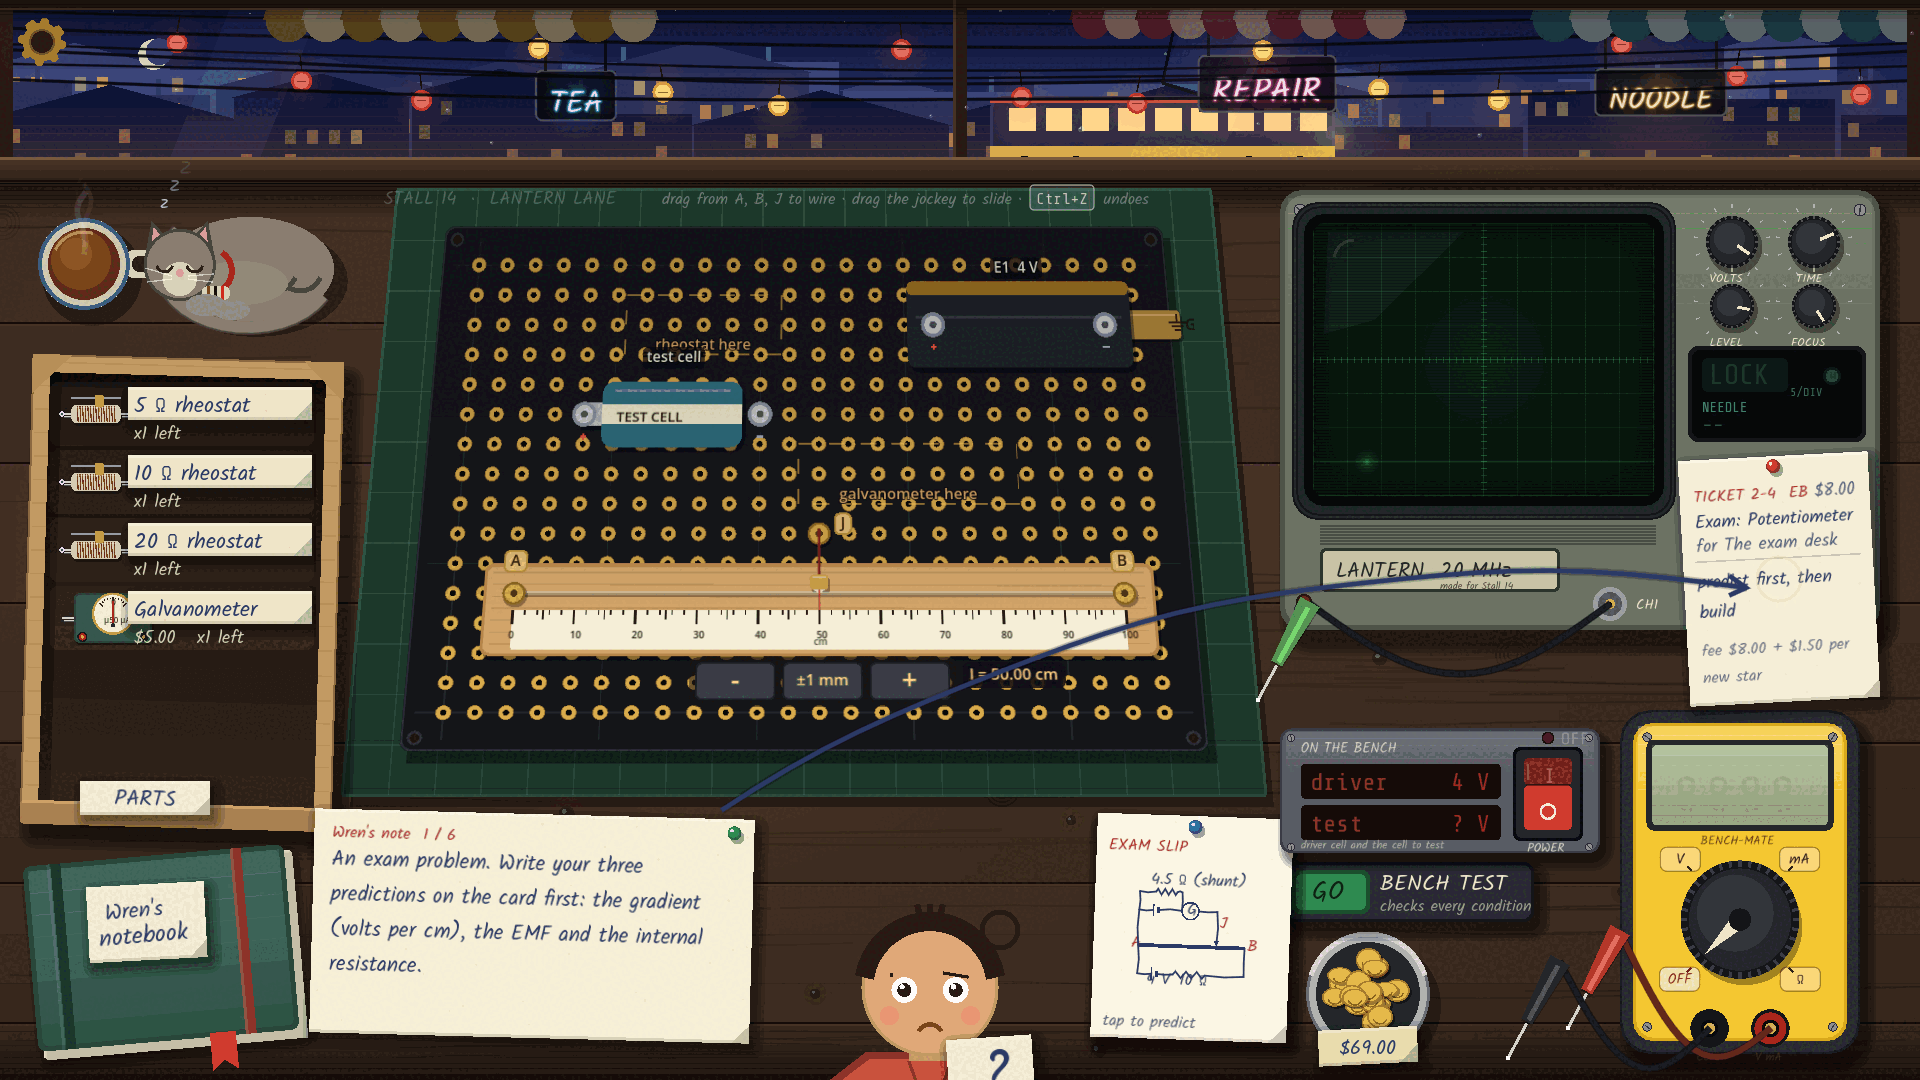 TEA
REPAIR
NOODLE
STALL 14 · LANTERN LANE
drag from A, B, J to wire · drag the jockey to slide · Ctrl+Z undoes
E1 4 V
+
−
G
rheostat here
test cell
TEST CELL
galvanometer here
J
A
B
0 10 20 30 40 50 60 70 80 90 100
cm
-
±1 mm
+
l = 50.00 cm
5 Ω rheostat
x1 left
10 Ω rheostat
x1 left
20 Ω rheostat
x1 left
Galvanometer
$5.00 x1 left
PARTS
Wren's
notebook
Wren's note 1 / 6
An exam problem. Write your three
predictions on the card first: the gradient
(volts per cm), the EMF and the internal
resistance.
?
VOLTS
TIME
LEVEL
FOCUS
LOCK
5/DIV
NEEDLE
--
LANTERN 20 MHz
made for Stall 14
CH1
TICKET 2-4 EB $8.00
Exam: Potentiometer
for The exam desk
predict first, then
build
fee $8.00 + $1.50 per
new star
ON THE BENCH
OFF
driver 4 V
test ? V
driver cell and the cell to test
POWER
EXAM SLIP
4.5 Ω (shunt)
G
J
A
B
4 V 10 Ω
tap to predict
GO
BENCH TEST
checks every condition
$69.00
BENCH-MATE
V
mA
OFF
Ω
V mA